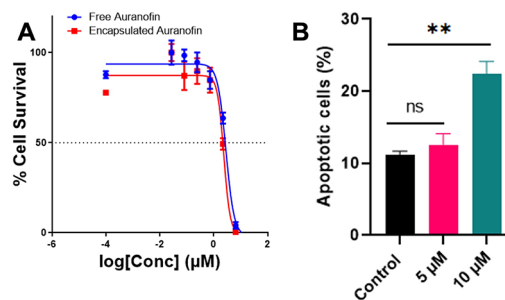 A
Free Auranofin
Encapsulated Auranofin
% Cell Survival
100
50
0
-6
-4
-2
0
2
log[Conc] (µM)
B
Apoptotic cells (%)
30
20
10
0
**
ns
Control
5 µM
10 µM